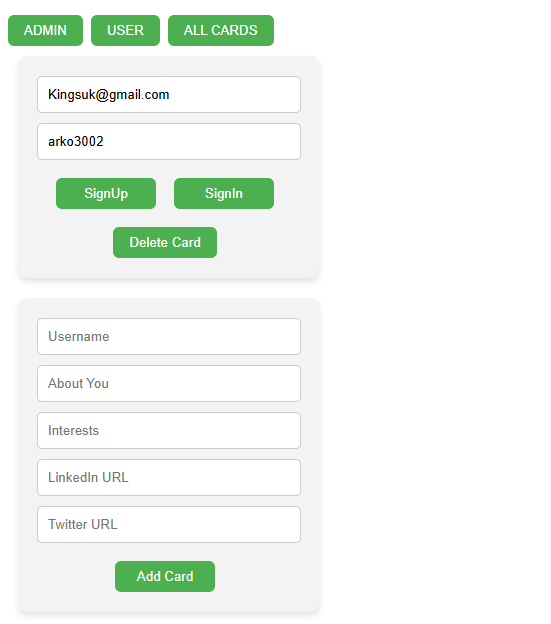 ADMIN USER ALL CARDS
Kingsuk@gmail.com
arko3002
SignUp SignIn
Delete Card
Username
About You
Interests
LinkedIn URL
Twitter URL
Add Card